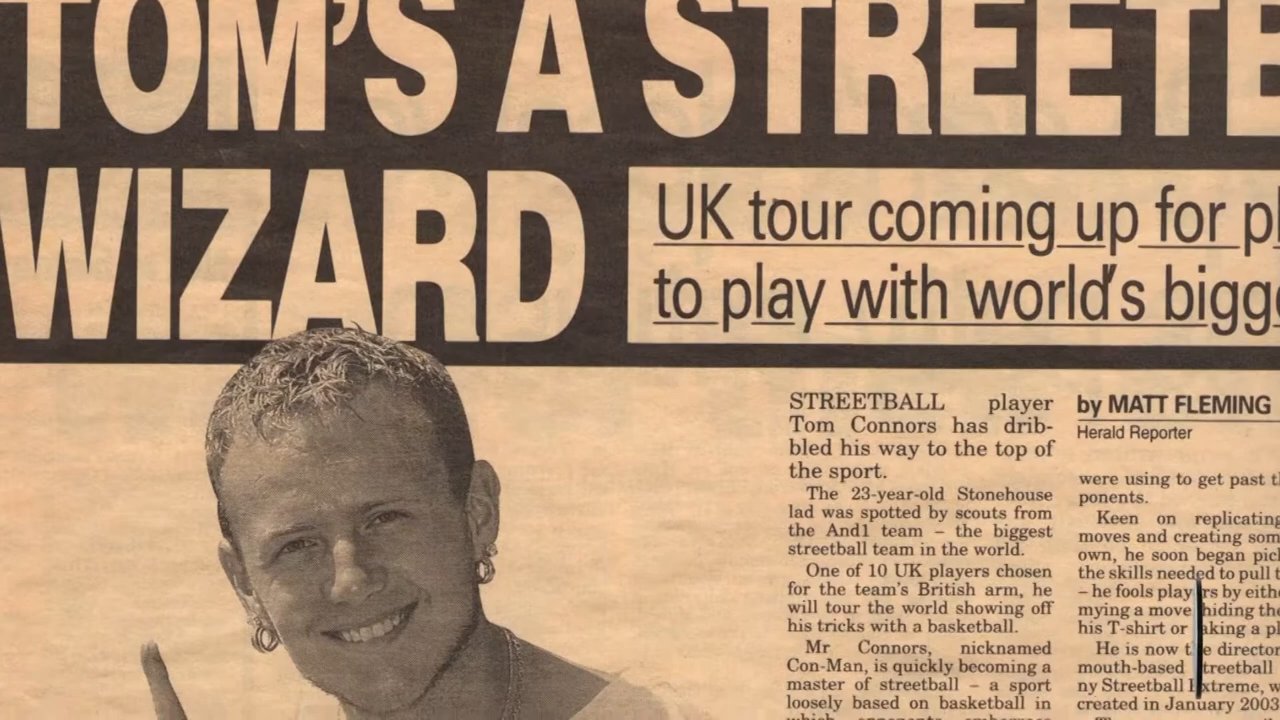 TOM'S A STREETB
WIZARD
UK tour coming up for pl
to play with world's bigge
STREETBALL player
Tom Connors has drib-
bled his way to the top of
the sport.
The 23-year-old Stonehouse
lad was spotted by scouts from
the And1 team – the biggest
streetball team in the world.
One of 10 UK players chosen
for the team's British arm, he
will tour the world showing off
his tricks with a basketball.
Mr Connors, nicknamed
Con-Man, is quickly becoming a
master of streetball – a sport
loosely based on basketball in
which opponents embarrass
by MATT FLEMING
Herald Reporter
were using to get past th
ponents.
Keen on replicating
moves and creating som
own, he soon began pick
the skills needed to pull t
– he fools players by eithe
mying a move hiding the
his T-shirt or aking a pl
He is now the director
mouth-based treetball
ny Streetball Extreme, w
created in January 2003